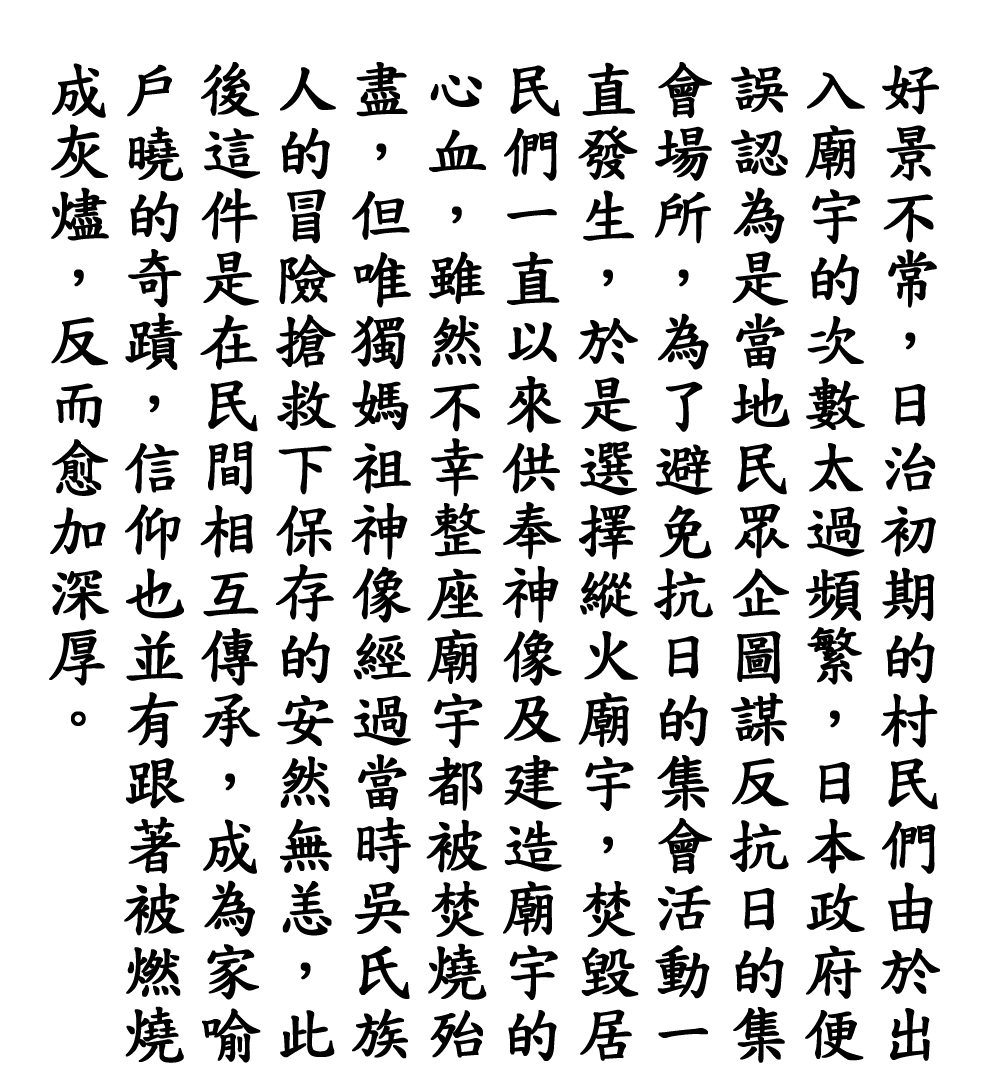 好景不常，日治初期的村民們由於出
入廟宇的次數太過頻繁，日本政府便
誤認為是當地民眾企圖謀反抗日的集
會場所，為了避免抗日的集會活動一
直發生，於是選擇縱火廟宇，焚毀居
民們一直以來供奉神像及建造廟宇的
心血，雖然不幸整座廟宇都被焚燒殆
盡，但唯獨媽祖神像經過當時吳氏族
人的冒險搶救下保存的安然無恙，此
後這件是在民間相互傳承，成為家喻
戶曉的奇蹟，信仰也並有跟著被燃燒
成灰燼，反而愈加深厚。